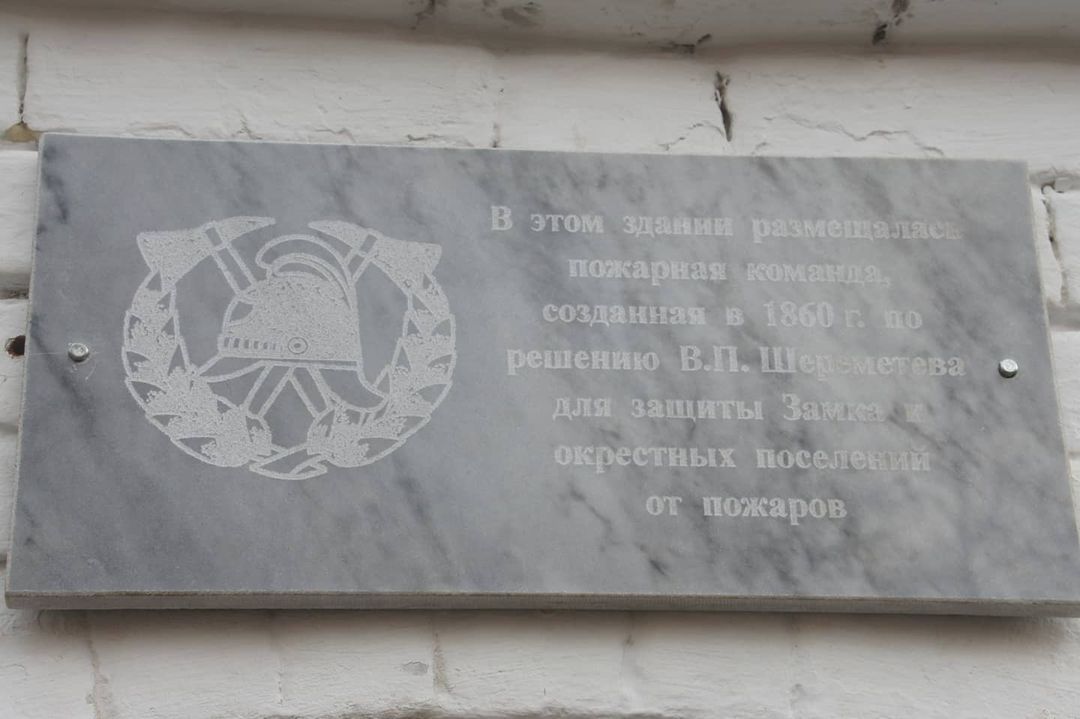 В этом здании размещалась
пожарная команда,
созданная в 1860 г. по
решению В.П. Шереметева
для защиты Замка и
окрестных поселений
от пожаров